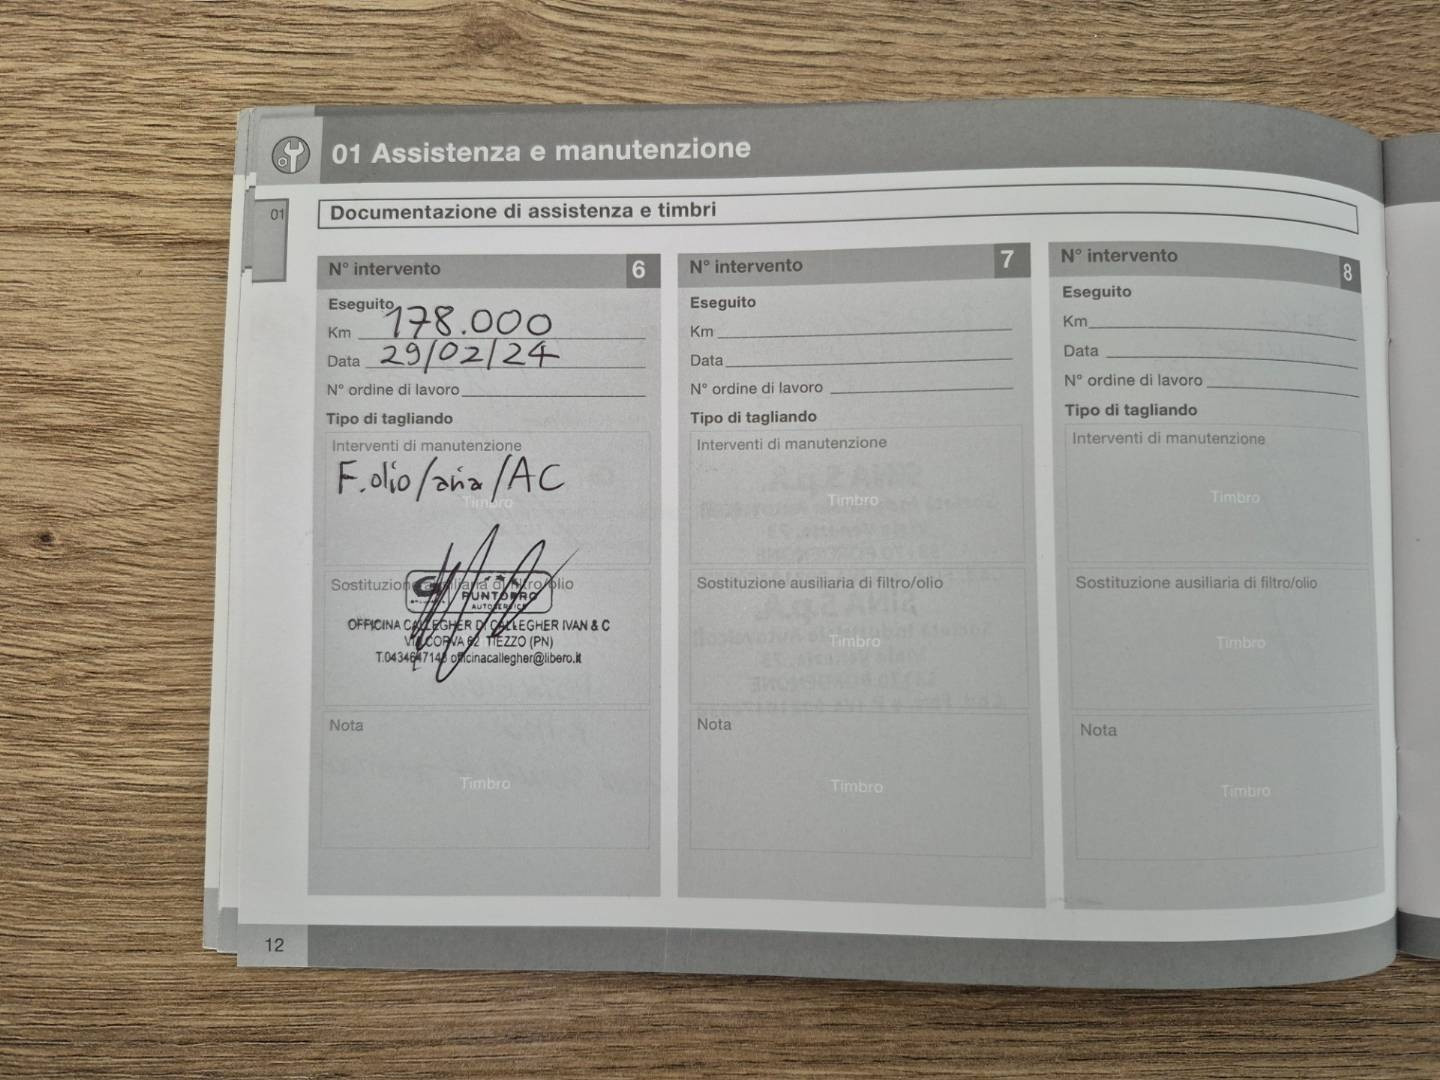 01 Assistenza e manutenzione
01
Documentazione di assistenza e timbri
N° intervento 6
Eseguito
Km 178.000
Data 29/02/24
N° ordine di lavoro
Tipo di tagliando
Interventi di manutenzione
F.olio/aria/AC
Timbro
Sostituzione ausiliaria di filtro/olio
PUNTOPRO
AUTOSERVICE
OFFICINA CALLEGHER DI CALLEGHER IVAN & C
VIA CORVA 62 TIEZZO (PN)
officinacallegher@libero.it
Nota
Timbro
N° intervento 7
Eseguito
Km
Data
N° ordine di lavoro
Tipo di tagliando
Interventi di manutenzione
Timbro
Sostituzione ausiliaria di filtro/olio
Timbro
Nota
Timbro
N° intervento 8
Eseguito
Km
Data
N° ordine di lavoro
Tipo di tagliando
Interventi di manutenzione
Timbro
Sostituzione ausiliaria di filtro/olio
Timbro
Nota
Timbro
12